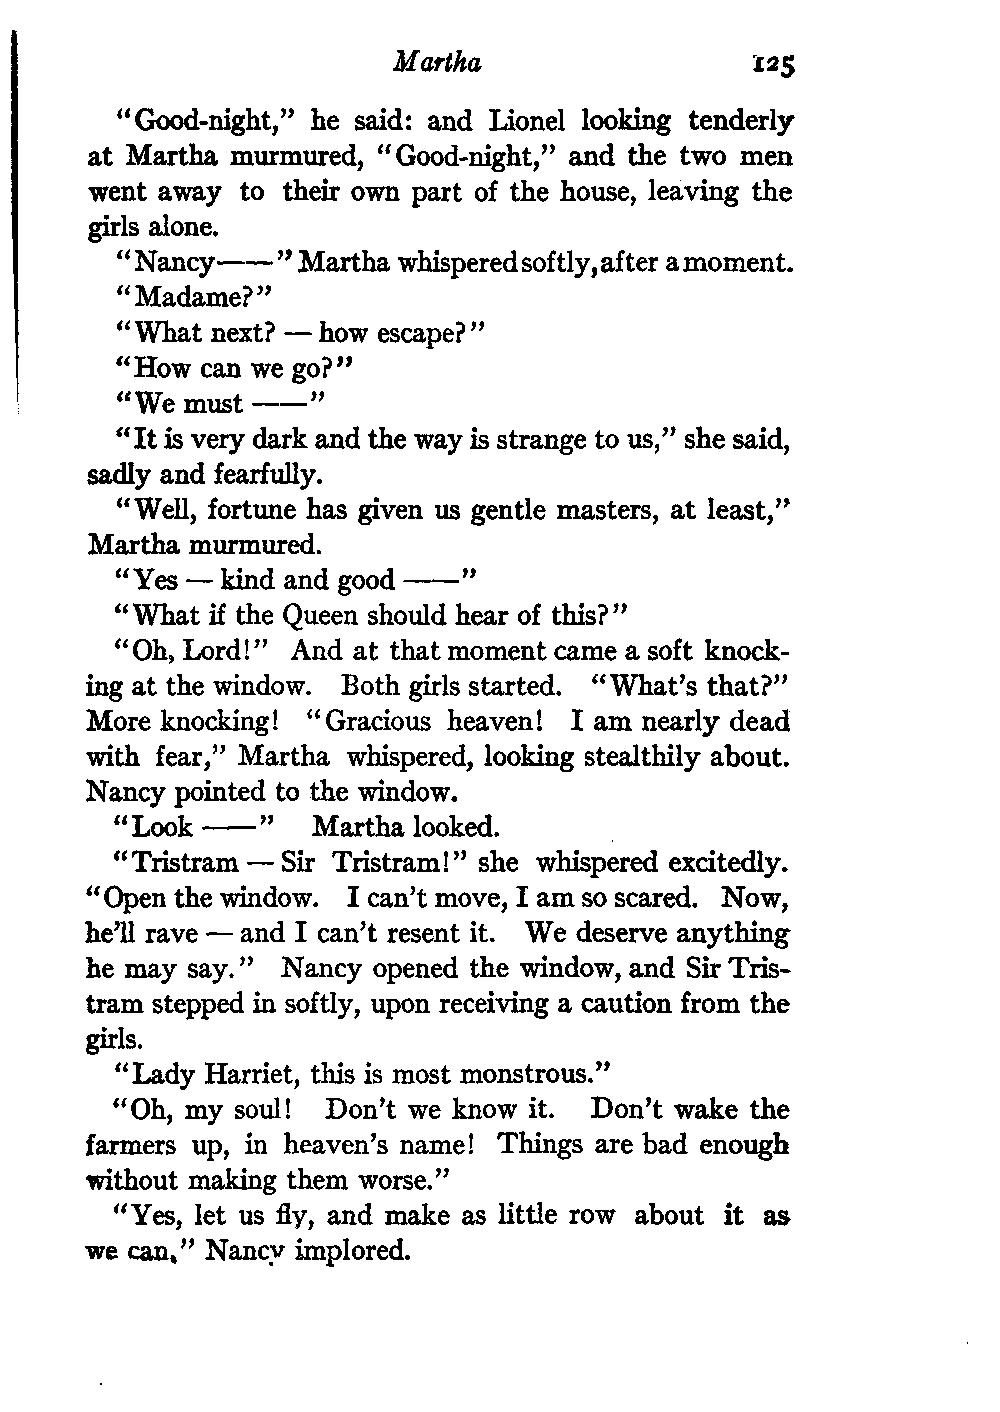 Martha 125
"Good-night," he said: and Lionel looking tenderly
at Martha murmured, "Good-night," and the two men
went away to their own part of the house, leaving the
girls alone.
"Nancy——" Martha whispered softly, after a moment.
"Madame?"
"What next? — how escape?"
"How can we go?"
"We must ——"
"It is very dark and the way is strange to us," she said,
sadly and fearfully.
"Well, fortune has given us gentle masters, at least,"
Martha murmured.
"Yes — kind and good ——"
"What if the Queen should hear of this?"
"Oh, Lord!" And at that moment came a soft knock-
ing at the window. Both girls started. "What's that?"
More knocking! "Gracious heaven! I am nearly dead
with fear," Martha whispered, looking stealthily about.
Nancy pointed to the window.
"Look ——" Martha looked.
"Tristram — Sir Tristram!" she whispered excitedly.
"Open the window. I can't move, I am so scared. Now,
he'll rave — and I can't resent it. We deserve anything
he may say." Nancy opened the window, and Sir Tris-
tram stepped in softly, upon receiving a caution from the
girls.
"Lady Harriet, this is most monstrous."
"Oh, my soul! Don't we know it. Don't wake the
farmers up, in heaven's name! Things are bad enough
without making them worse."
"Yes, let us fly, and make as little row about it as
we can," Nancy implored.